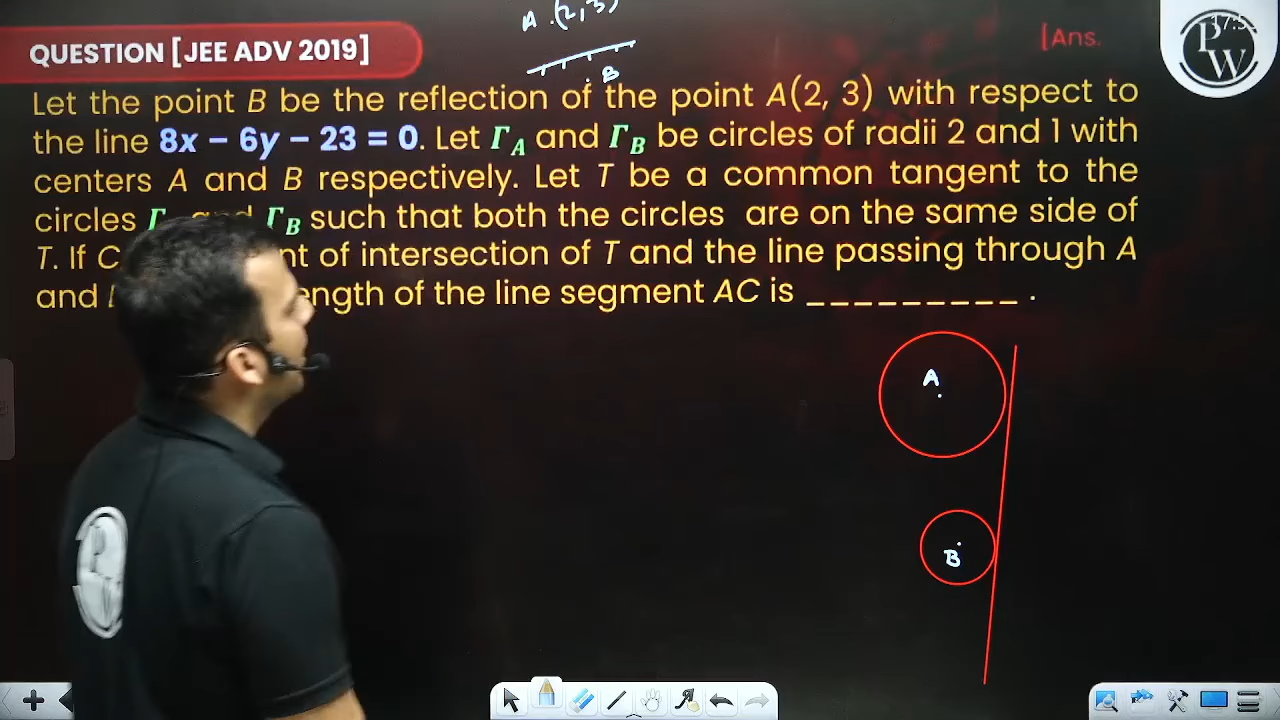 A . (2, 3)
QUESTION [JEE ADV 2019]
[Ans.
17:5
PW
B
Let the point B be the reflection of the point A(2, 3) with respect to
the line 8x – 6y – 23 = 0. Let Γ_A and Γ_B be circles of radii 2 and 1 with
centers A and B respectively. Let T be a common tangent to the
circles Γ_B such that both the circles are on the same side of
T. If C nt of intersection of T and the line passing through A
and ength of the line segment AC is _________ .
A
B